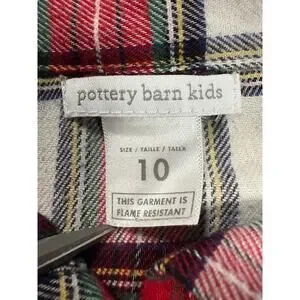 pottery barn kids
SIZE / TAILLE / TALLA
10
THIS GARMENT IS
FLAME RESISTANT